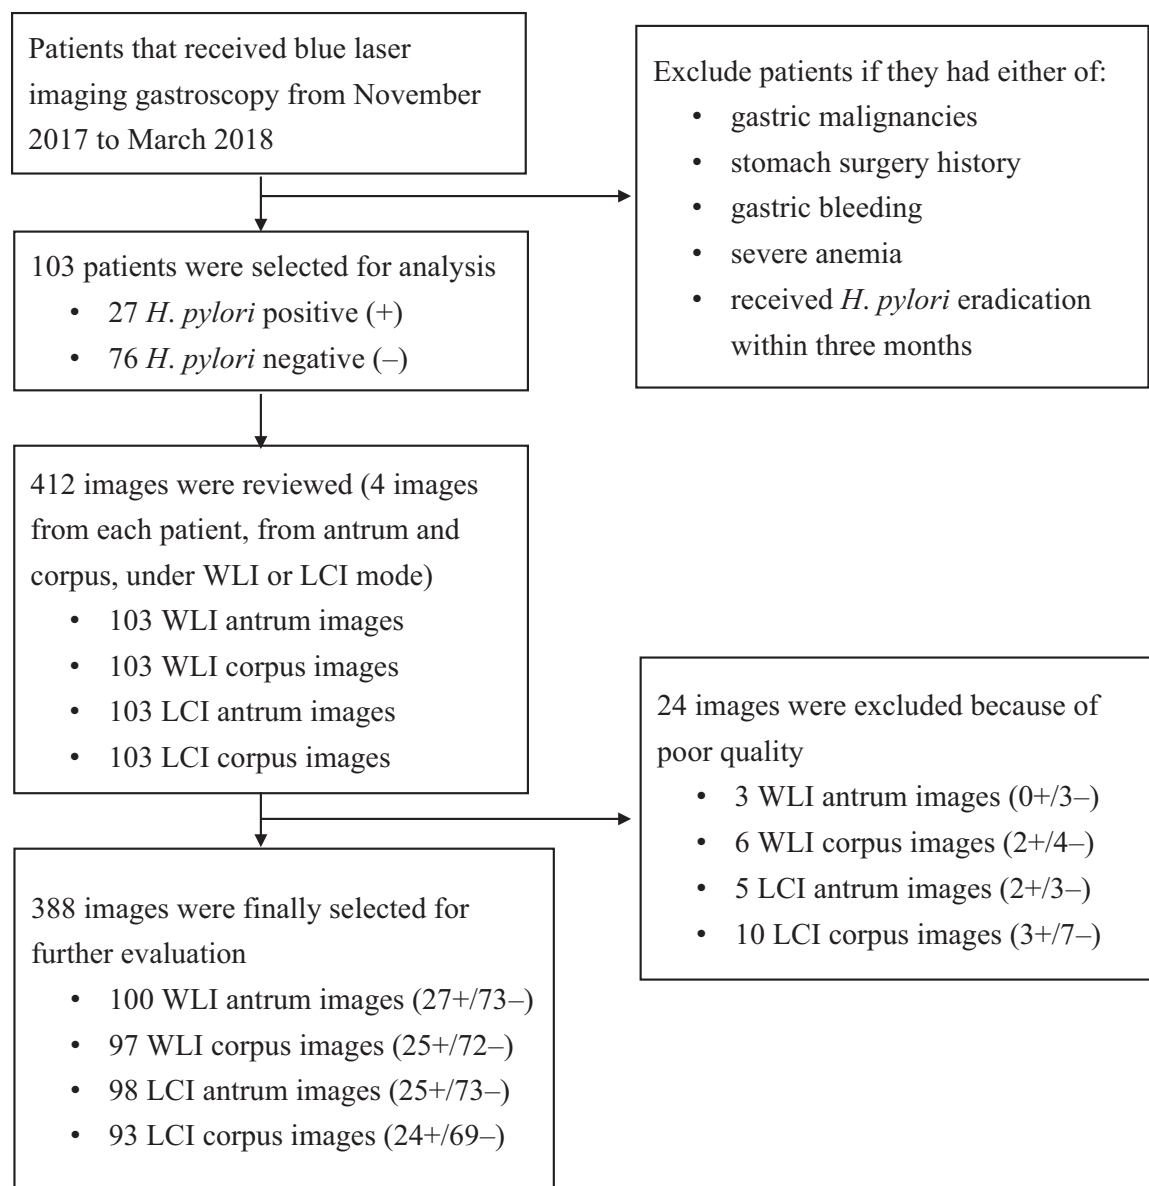 Patients that received blue laser
imaging gastroscopy from November
2017 to March 2018
Exclude patients if they had either of:
• gastric malignancies
• stomach surgery history
• gastric bleeding
• severe anemia
• received H. pylori eradication
within three months
103 patients were selected for analysis
• 27 H. pylori positive (+)
• 76 H. pylori negative (–)
412 images were reviewed (4 images
from each patient, from antrum and
corpus, under WLI or LCI mode)
• 103 WLI antrum images
• 103 WLI corpus images
• 103 LCI antrum images
• 103 LCI corpus images
24 images were excluded because of
poor quality
• 3 WLI antrum images (0+/3–)
• 6 WLI corpus images (2+/4–)
• 5 LCI antrum images (2+/3–)
• 10 LCI corpus images (3+/7–)
388 images were finally selected for
further evaluation
• 100 WLI antrum images (27+/73–)
• 97 WLI corpus images (25+/72–)
• 98 LCI antrum images (25+/73–)
• 93 LCI corpus images (24+/69–)